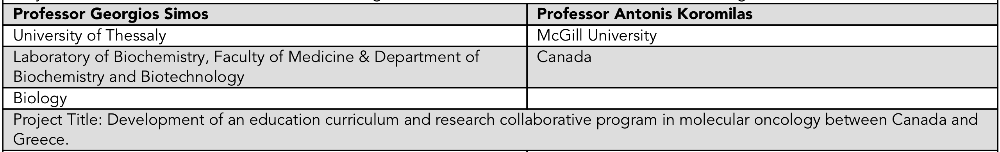 Professor Georgios Simos
Professor Antonis Koromilas
University of Thessaly
McGill University
Laboratory of Biochemistry, Faculty of Medicine & Department of
Biochemistry and Biotechnology
Canada
Biology
Project Title: Development of an education curriculum and research collaborative program in molecular oncology between Canada and
Greece.